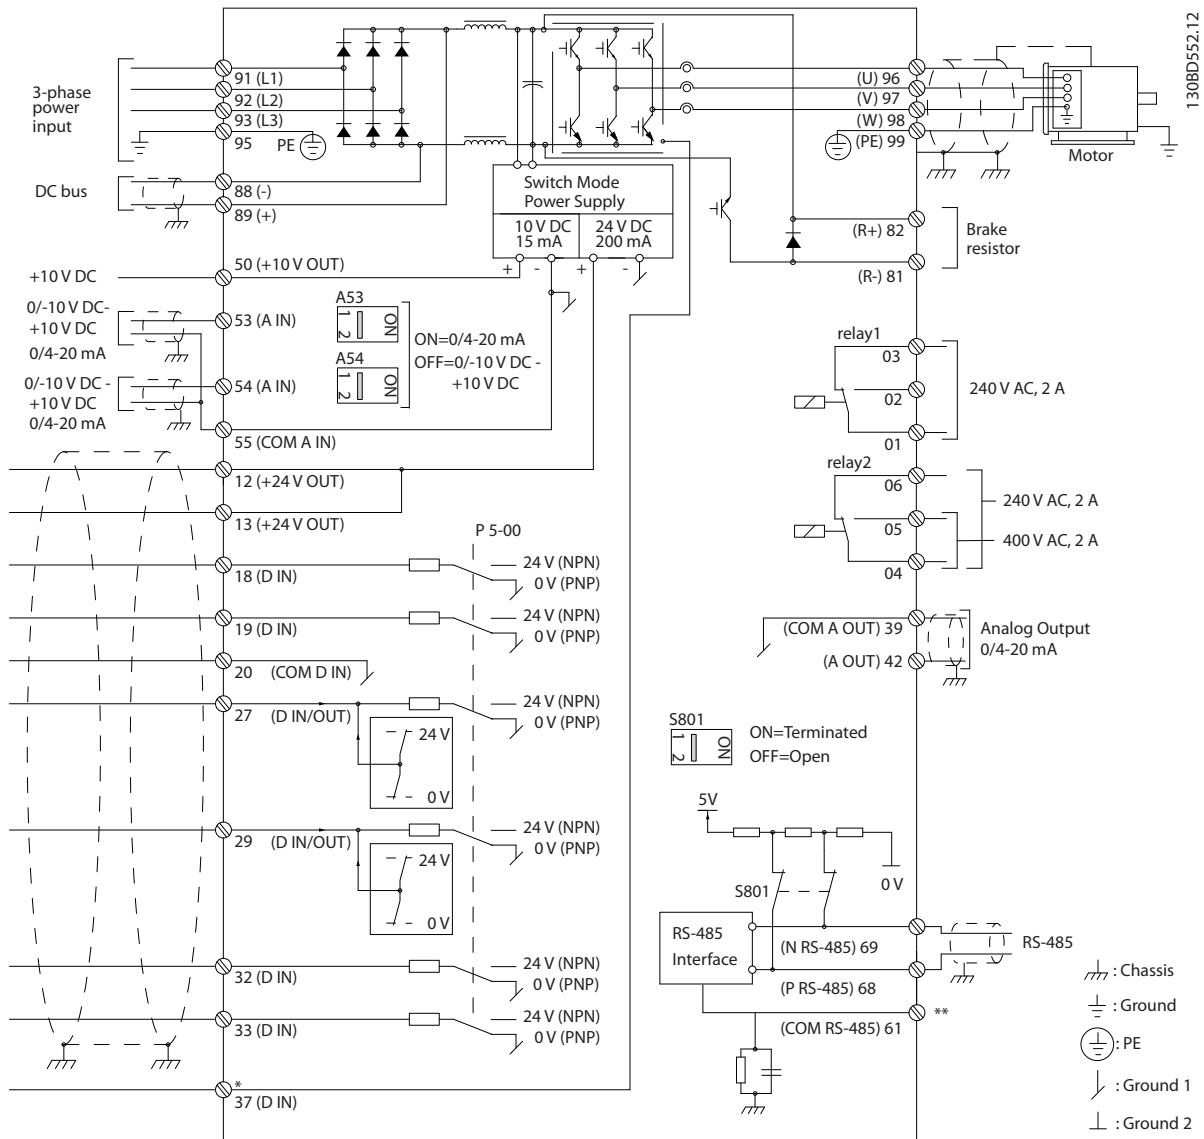 130BD552.12
3-phase
power
input
91 (L1)
92 (L2)
93 (L3)
95
PE
DC bus
88 (-)
89 (+)
Switch Mode
Power Supply
10 V DC
15 mA
24 V DC
200 mA
+
-
+
-
(U) 96
(V) 97
(W) 98
(PE) 99
Motor
(R+) 82
(R-) 81
Brake
resistor
+10 V DC
50 (+10 V OUT)
0/-10 V DC-
+10 V DC
0/4-20 mA
53 (A IN)
0/-10 V DC -
+10 V DC
0/4-20 mA
54 (A IN)
55 (COM A IN)
A53
1
2
ON
A54
1
2
ON
ON=0/4-20 mA
OFF=0/-10 V DC -
+10 V DC
relay1
03
02
01
240 V AC, 2 A
relay2
06
05
04
240 V AC, 2 A
400 V AC, 2 A
12 (+24 V OUT)
13 (+24 V OUT)
P 5-00
18 (D IN)
24 V (NPN)
0 V (PNP)
19 (D IN)
24 V (NPN)
0 V (PNP)
20 (COM D IN)
27 (D IN/OUT)
24 V (NPN)
0 V (PNP)
24 V
0 V
29 (D IN/OUT)
24 V (NPN)
0 V (PNP)
24 V
0 V
32 (D IN)
24 V (NPN)
0 V (PNP)
33 (D IN)
24 V (NPN)
0 V (PNP)
*
37 (D IN)
(COM A OUT) 39
(A OUT) 42
Analog Output
0/4-20 mA
S801
1
2
ON
ON=Terminated
OFF=Open
5V
S801
0 V
RS-485
Interface
(N RS-485) 69
(P RS-485) 68
(COM RS-485) 61
RS-485
**
: Chassis
: Ground
: PE
: Ground 1
: Ground 2